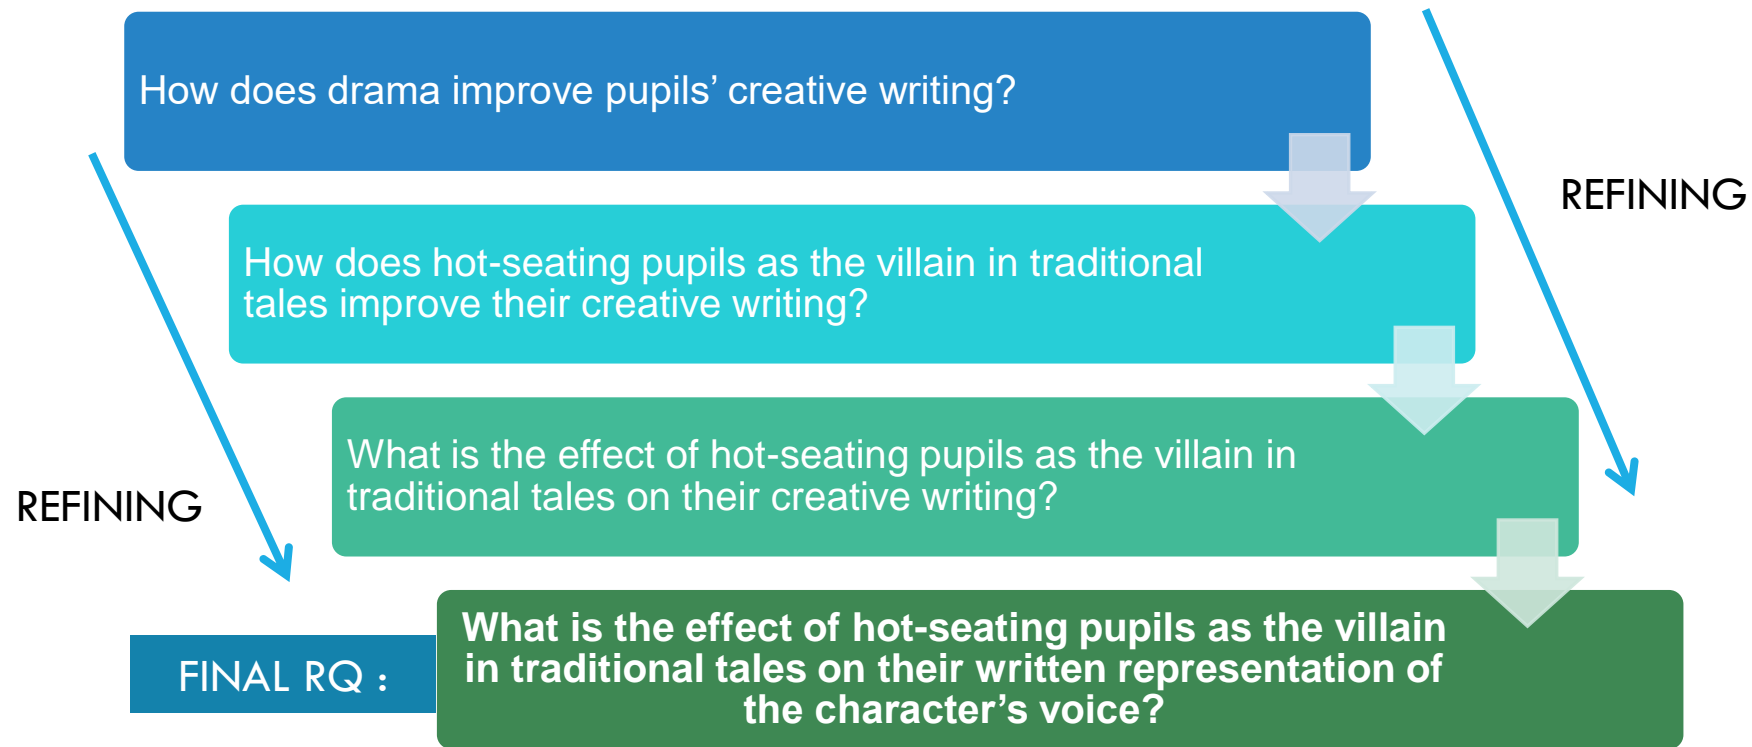 How does drama improve pupils’ creative writing?
REFINING
How does hot-seating pupils as the villain in traditional
tales improve their creative writing?
What is the effect of hot-seating pupils as the villain in
traditional tales on their creative writing?
REFINING
FINAL RQ :
What is the effect of hot-seating pupils as the villain
in traditional tales on their written representation of
the character’s voice?